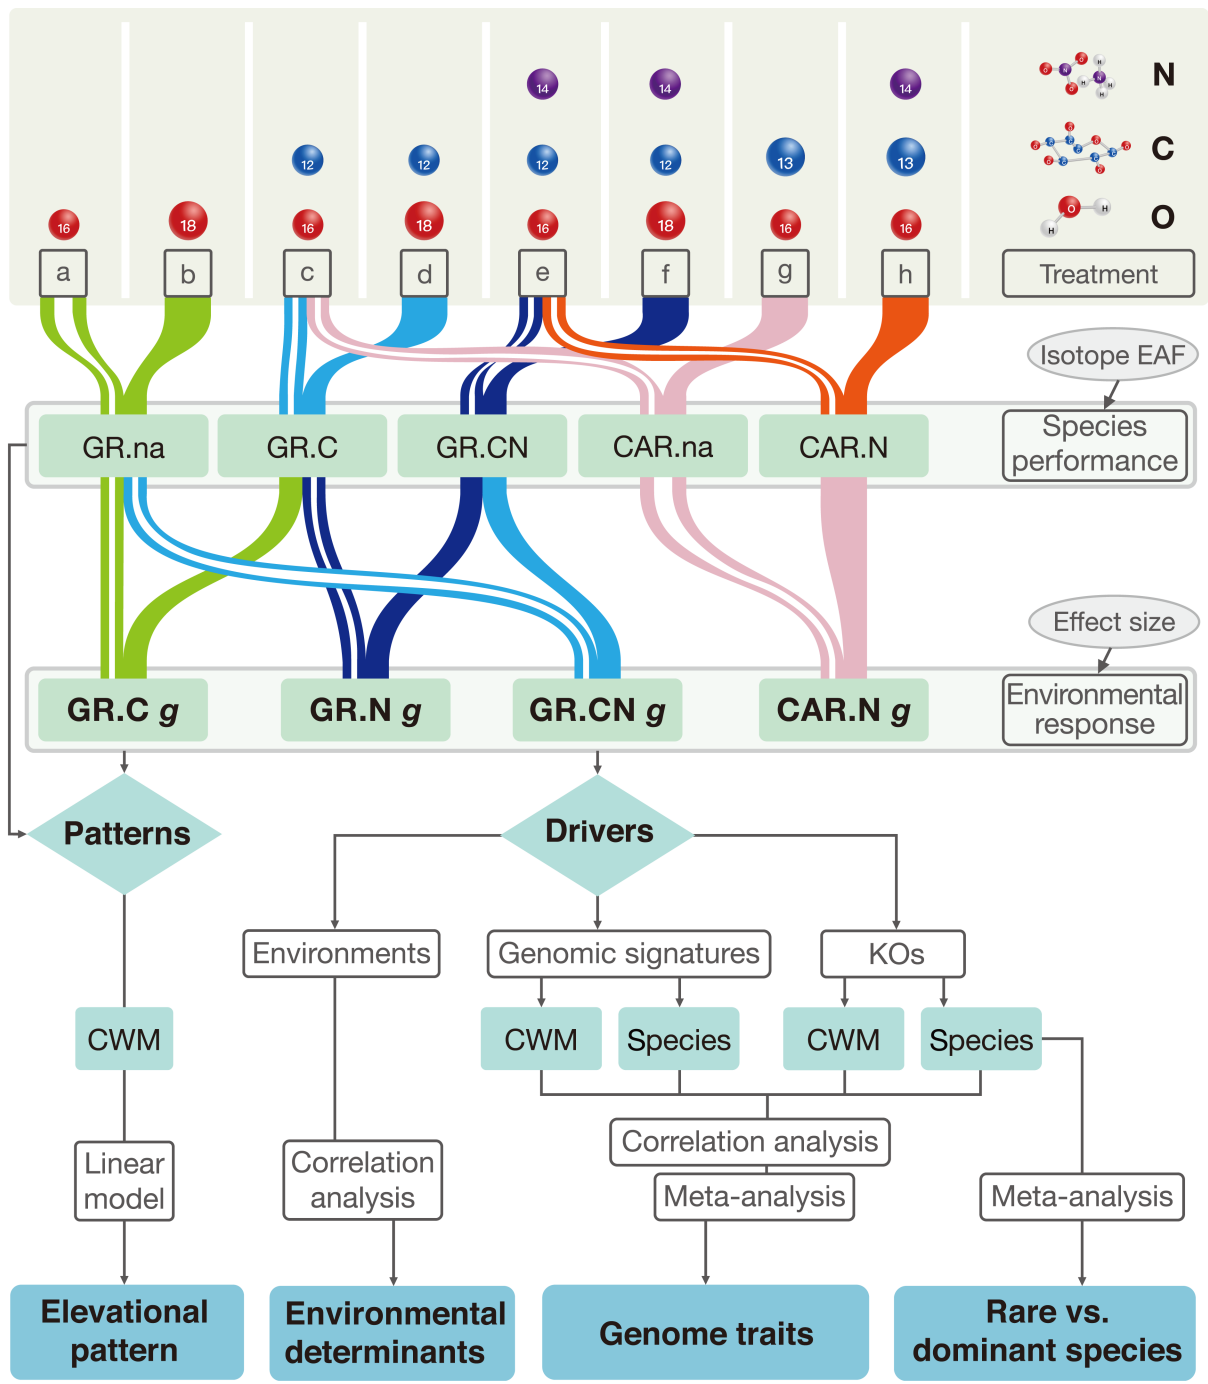 N
14
14
14
C
12
12
12
12
13
13
O
16
18
16
18
16
18
16
16
a
b
c
d
e
f
g
h
Treatment
Isotope EAF
GR.na
GR.C
GR.CN
CAR.na
CAR.N
Species
performance
Effect size
GR.C g
GR.N g
GR.CN g
CAR.N g
Environmental
response
Patterns
Drivers
Environments
Genomic signatures
KOs
CWM
CWM
Species
CWM
Species
Linear
model
Correlation
analysis
Correlation analysis
Meta-analysis
Meta-analysis
Elevational
pattern
Environmental
determinants
Genome traits
Rare vs.
dominant species